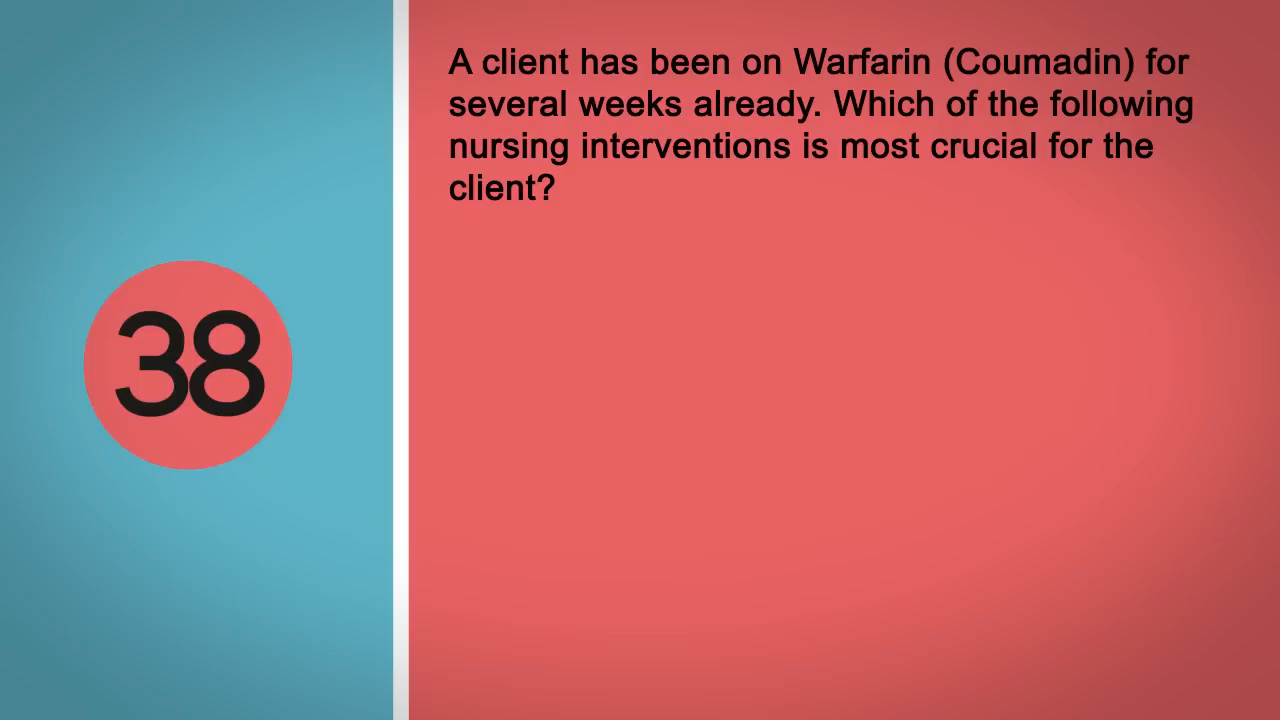 38
A client has been on Warfarin (Coumadin) for
several weeks already. Which of the following
nursing interventions is most crucial for the
client?